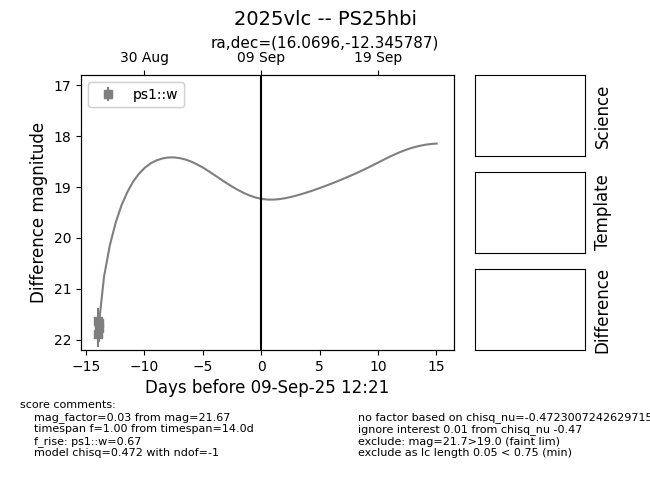 2025vlc -- PS25hbi
ra,dec=(16.0696,-12.345787)
30 Aug 09 Sep 19 Sep
ps1::w
17
18
19
20
21
22
Difference magnitude
−15 −10 −5 0 5 10 15
Days before 09-Sep-25 12:21
Science
Template
Difference
score comments:
mag_factor=0.03 from mag=21.67
timespan f=1.00 from timespan=14.0d
f_rise: ps1::w=0.67
model chisq=0.472 with ndof=-1
no factor based on chisq_nu=-0.4723007242629715
ignore interest 0.01 from chisq_nu -0.47
exclude: mag=21.7>19.0 (faint lim)
exclude as lc length 0.05 < 0.75 (min)